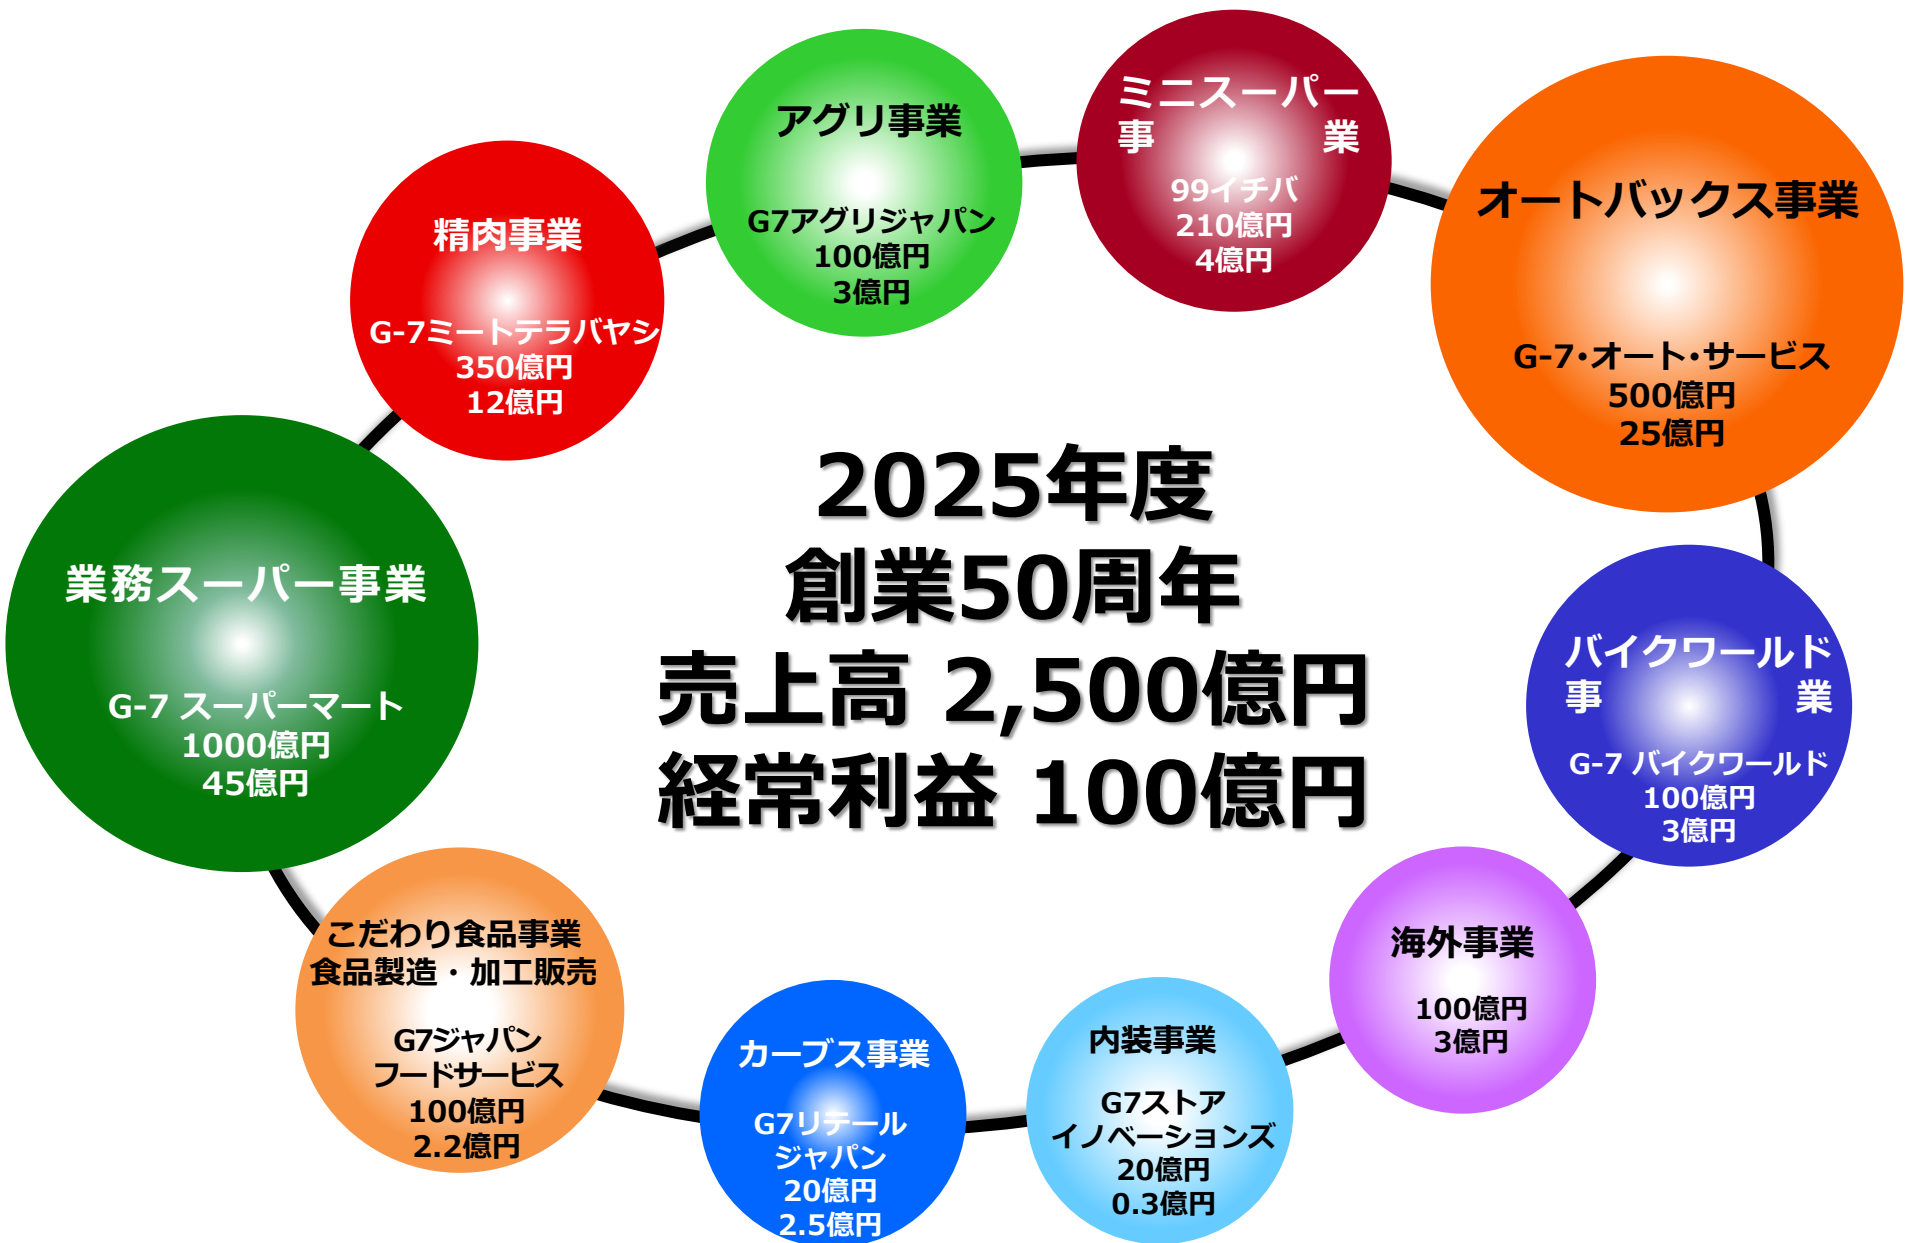 ミニスーパー
事業
99イチバ
210億円
4億円
アグリ事業
G7アグリジャパン
100億円
3億円
オートバックス事業
G-7・オート・サービス
500億円
25億円
精肉事業
G-7ミートテラバヤシ
350億円
12億円
2025年度
創業50周年
売上高 2,500億円
経常利益 100億円
業務スーパー事業
G-7 スーパーマート
1000億円
45億円
バイクワールド
事業
G-7 バイクワールド
100億円
3億円
こだわり食品事業
食品製造・加工販売
G7ジャパン
フードサービス
100億円
2.2億円
カーブス事業
G7リテール
ジャパン
20億円
2.5億円
内装事業
G7ストア
イノベーションズ
20億円
0.3億円
海外事業
100億円
3億円